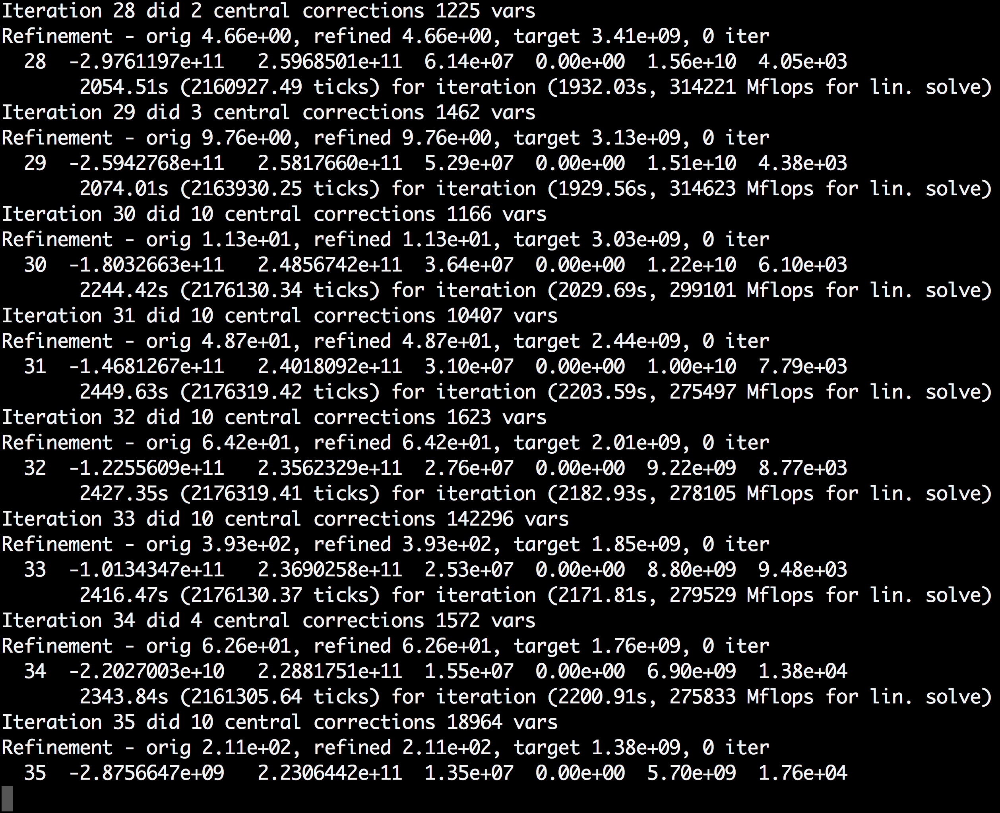 Iteration 28 did 2 central corrections 1225 vars
Refinement - orig 4.66e+00, refined 4.66e+00, target 3.41e+09, 0 iter
  28  -2.9761197e+11   2.5968501e+11  6.14e+07  0.00e+00  1.56e+10  4.05e+03
       2054.51s (2160927.49 ticks) for iteration (1932.03s, 314221 Mflops for lin. solve)
Iteration 29 did 3 central corrections 1462 vars
Refinement - orig 9.76e+00, refined 9.76e+00, target 3.13e+09, 0 iter
  29  -2.5942768e+11   2.5817660e+11  5.29e+07  0.00e+00  1.51e+10  4.38e+03
       2074.01s (2163930.25 ticks) for iteration (1929.56s, 314623 Mflops for lin. solve)
Iteration 30 did 10 central corrections 1166 vars
Refinement - orig 1.13e+01, refined 1.13e+01, target 3.03e+09, 0 iter
  30  -1.8032663e+11   2.4856742e+11  3.64e+07  0.00e+00  1.22e+10  6.10e+03
       2244.42s (2176130.34 ticks) for iteration (2029.69s, 299101 Mflops for lin. solve)
Iteration 31 did 10 central corrections 10407 vars
Refinement - orig 4.87e+01, refined 4.87e+01, target 2.44e+09, 0 iter
  31  -1.4681267e+11   2.4018092e+11  3.10e+07  0.00e+00  1.00e+10  7.79e+03
       2449.63s (2176319.42 ticks) for iteration (2203.59s, 275497 Mflops for lin. solve)
Iteration 32 did 10 central corrections 1623 vars
Refinement - orig 6.42e+01, refined 6.42e+01, target 2.01e+09, 0 iter
  32  -1.2255609e+11   2.3562329e+11  2.76e+07  0.00e+00  9.22e+09  8.77e+03
       2427.35s (2176319.41 ticks) for iteration (2182.93s, 278105 Mflops for lin. solve)
Iteration 33 did 10 central corrections 142296 vars
Refinement - orig 3.93e+02, refined 3.93e+02, target 1.85e+09, 0 iter
  33  -1.0134347e+11   2.3690258e+11  2.53e+07  0.00e+00  8.80e+09  9.48e+03
       2416.47s (2176130.37 ticks) for iteration (2171.81s, 279529 Mflops for lin. solve)
Iteration 34 did 4 central corrections 1572 vars
Refinement - orig 6.26e+01, refined 6.26e+01, target 1.76e+09, 0 iter
  34  -2.2027003e+10   2.2881751e+11  1.55e+07  0.00e+00  6.90e+09  1.38e+04
       2343.84s (2161305.64 ticks) for iteration (2200.91s, 275833 Mflops for lin. solve)
Iteration 35 did 10 central corrections 18964 vars
Refinement - orig 2.11e+02, refined 2.11e+02, target 1.38e+09, 0 iter
  35  -2.8756647e+09   2.2306442e+11  1.35e+07  0.00e+00  5.70e+09  1.76e+04